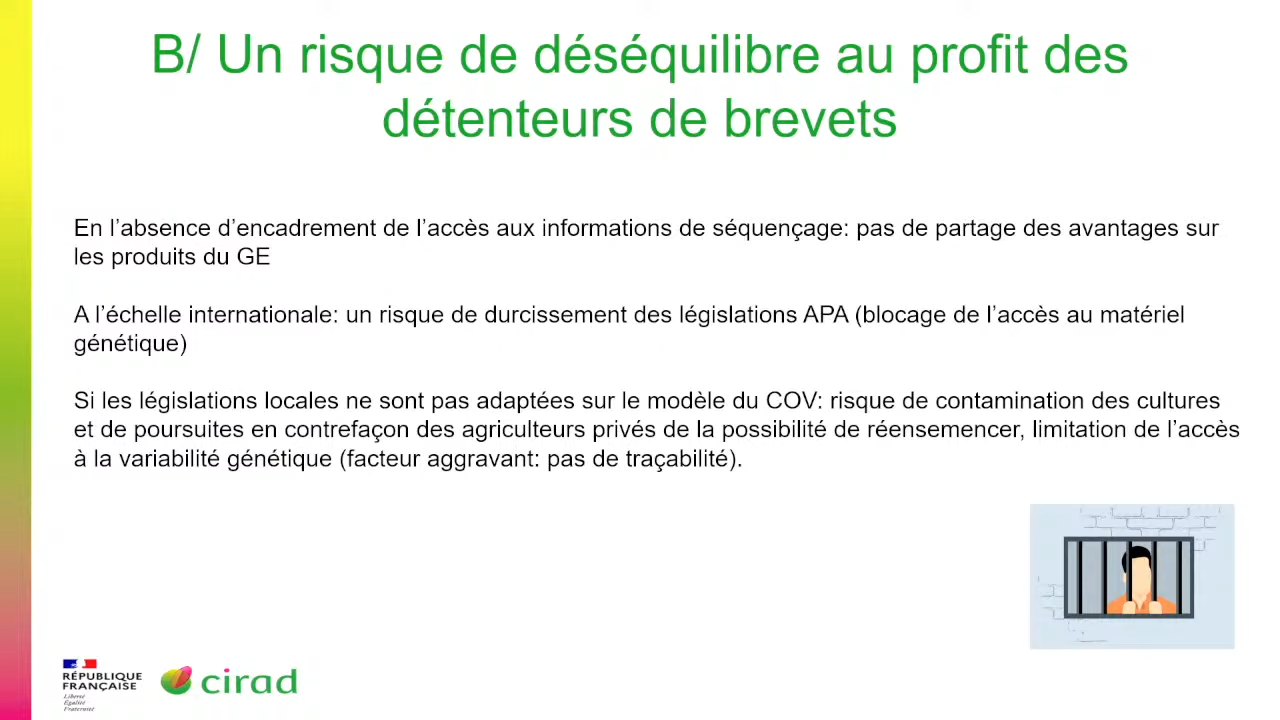 B/ Un risque de déséquilibre au profit des
détenteurs de brevets
En l’absence d’encadrement de l’accès aux informations de séquençage: pas de partage des avantages sur
les produits du GE
A l’échelle internationale: un risque de durcissement des législations APA (blocage de l’accès au matériel
génétique)
Si les législations locales ne sont pas adaptées sur le modèle du COV: risque de contamination des cultures
et de poursuites en contrefaçon des agriculteurs privés de la possibilité de réensemencer, limitation de l’accès
à la variabilité génétique (facteur aggravant: pas de traçabilité).
RÉPUBLIQUE
FRANÇAISE
Liberté
Égalité
Fraternité
cirad